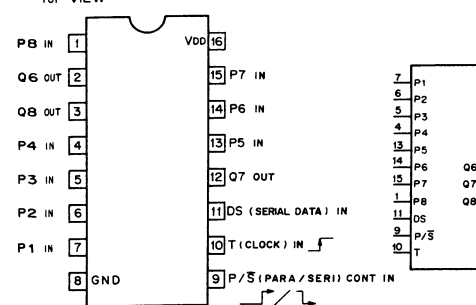 TOP VIEW
P8 IN 1
Q6 OUT 2
Q8 OUT 3
P4 IN 4
P3 IN 5
P2 IN 6
P1 IN 7
8 GND
VDD 16
15 P7 IN
14 P6 IN
13 P5 IN
12 Q7 OUT
11 DS (SERIAL DATA) IN
10 T (CLOCK) IN
9 P/S̅ (PARA/SERI) CONT IN
7 P1
6 P2
5 P3
4 P4
13 P5
14 P6 Q6
15 P7 Q7
1 P8 Q8
11 DS
9 P/S̅
10 T